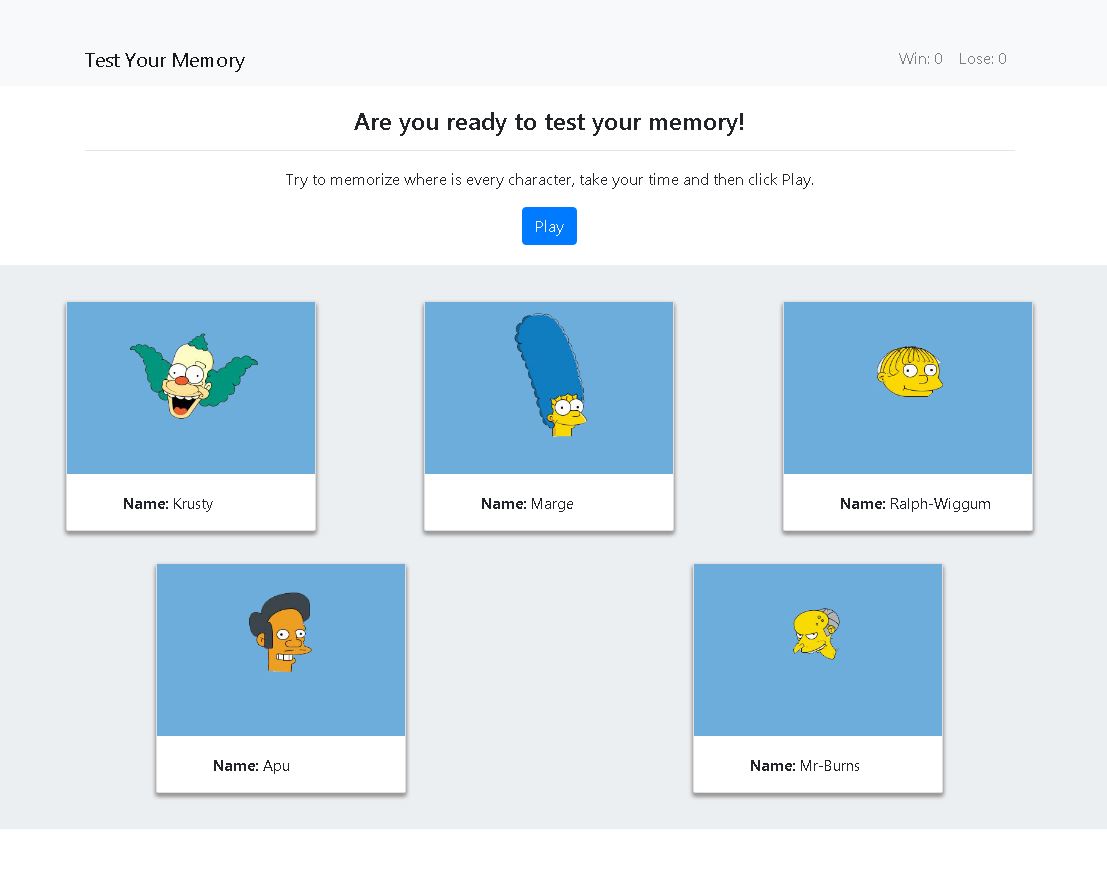 Test Your Memory
Win: 0 Lose: 0
Are you ready to test your memory!
Try to memorize where is every character, take your time and then click Play.
Play
Name: Krusty
Name: Marge
Name: Ralph-Wiggum
Name: Apu
Name: Mr-Burns